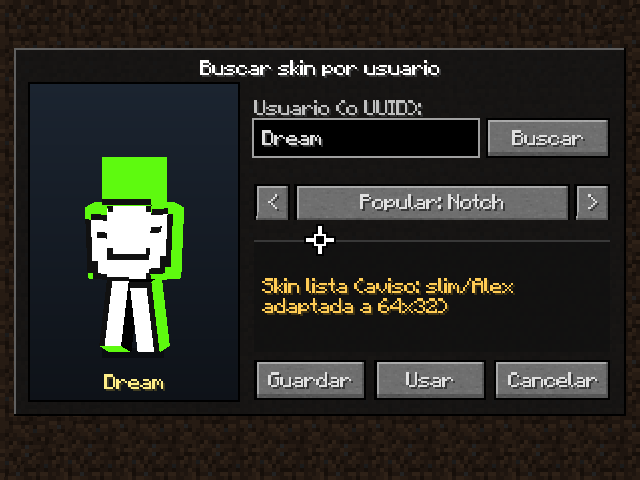 Buscar skin por usuario
Usuario (o UUID):
Dream
Buscar
<
Popular: Notch
>
Skin lista (aviso: slim/Alex
adaptada a 64x32)
Dream
Guardar
Usar
Cancelar